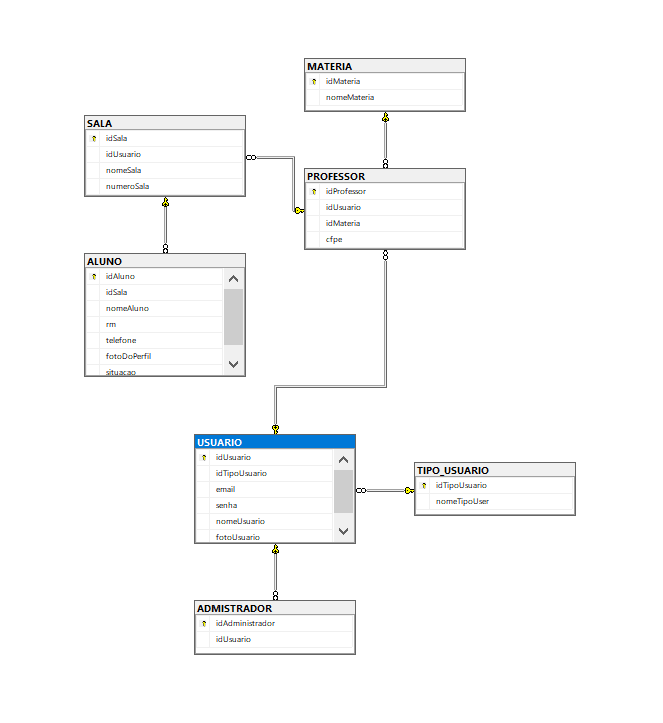 MATERIA
idMateria
nomeMateria
SALA
idSala
idUsuario
nomeSala
numeroSala
PROFESSOR
idProfessor
idUsuario
idMateria
cfpe
ALUNO
idAluno
idSala
nomeAluno
rm
telefone
fotoDoPerfil
situacao
USUARIO
idUsuario
idTipoUsuario
email
senha
nomeUsuario
fotoUsuario
TIPO_USUARIO
idTipoUsuario
nomeTipoUser
ADMISTRADOR
idAdministrador
idUsuario